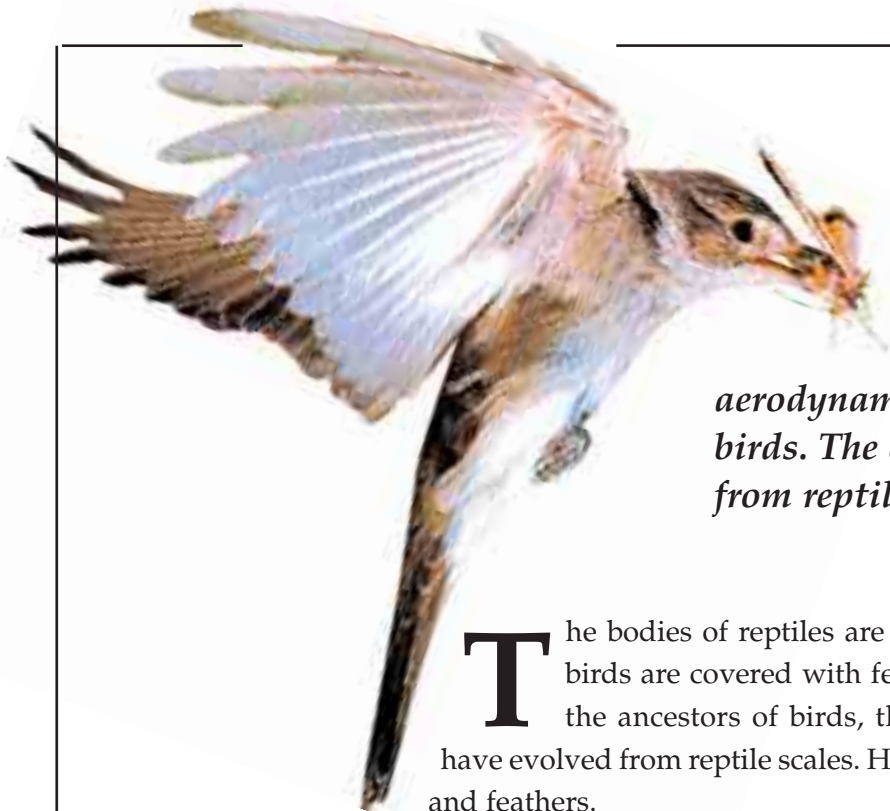 aerodynam
birds. The
from reptil
The bodies of reptiles are
birds are covered with fe
the ancestors of birds, th
have evolved from reptile scales. H
and feathers.